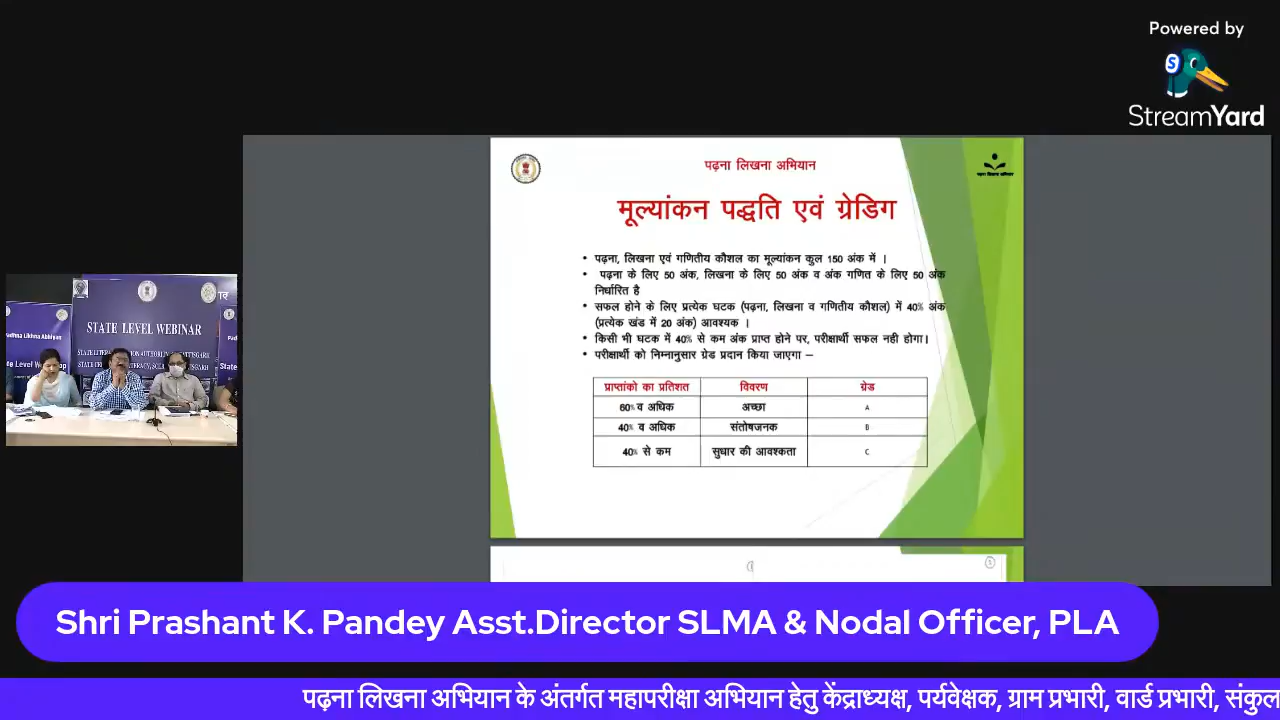 Powered by
StreamYard
पढ़ना लिखना अभियान
मूल्यांकन पद्धति एवं ग्रेडिग
• पढ़ना, लिखना एवं गणितीय कौशल का मूल्यांकन कुल 150 अंक में ।
• पढ़ना के लिए 50 अंक, लिखना के लिए 50 अंक व अंक गणित के लिए 50 अंक
निर्धारित है
• सफल होने के लिए प्रत्येक घटक (पढ़ना, लिखना व गणितीय कौशल) में 40% अंक
(प्रत्येक खंड में 20 अंक) आवश्यक ।
• किसी भी घटक में 40% से कम अंक प्राप्त होने पर, परीक्षार्थी सफल नही होगा।
• परीक्षार्थी को निम्नानुसार ग्रेड प्रदान किया जाएगा –
प्राप्तांको का प्रतिशत विवरण ग्रेड
60% व अधिक अच्छा A
40% व अधिक संतोषजनक B
40% से कम सुधार की आवश्कता C
STATE LEVEL WEBINAR
Shri Prashant K. Pandey Asst.Director SLMA & Nodal Officer, PLA
पढ़ना लिखना अभियान के अंतर्गत महापरीक्षा अभियान हेतु केंद्राध्यक्ष, पर्यवेक्षक, ग्राम प्रभारी, वार्ड प्रभारी, संकुल